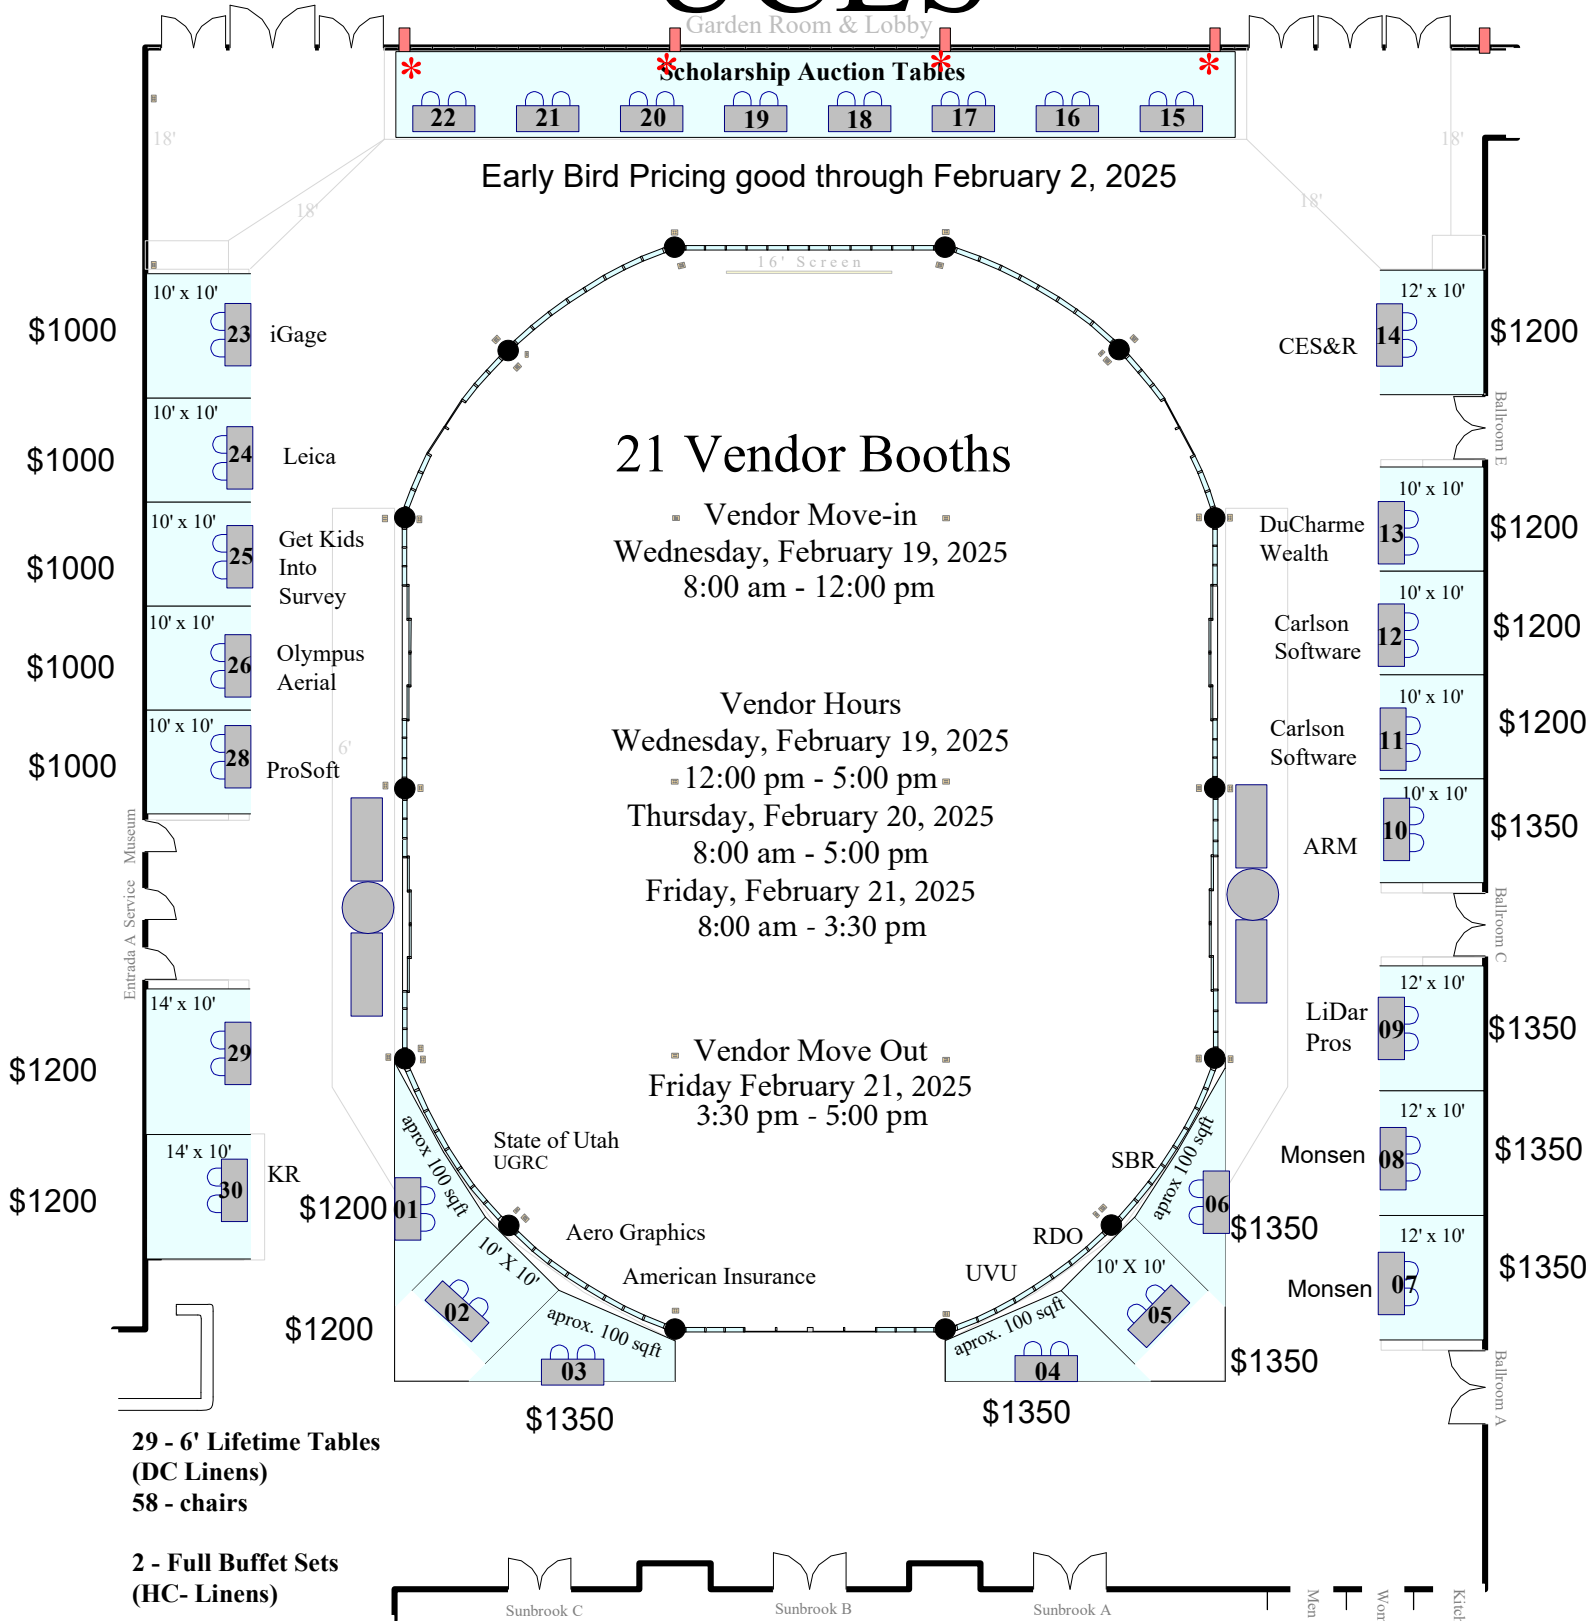 UCES
Garden Room & Lobby
Scholarship Auction Tables
22
21
20
19
18
17
16
15
18'
18'
18'
18'
Early Bird Pricing good through February 2, 2025
16' Screen
10' x 10'
$1000
23
iGage
10' x 10'
$1000
24
Leica
10' x 10'
$1000
25
Get Kids
Into
Survey
10' x 10'
$1000
26
Olympus
Aerial
10' x 10'
$1000
28
ProSoft
6'
Museum
Entrada A Service
14' x 10'
$1200
29
14' x 10'
$1200
30
KR
21 Vendor Booths
Vendor Move-in
Wednesday, February 19, 2025
8:00 am - 12:00 pm
Vendor Hours
Wednesday, February 19, 2025
12:00 pm - 5:00 pm
Thursday, February 20, 2025
8:00 am - 5:00 pm
Friday, February 21, 2025
8:00 am - 3:30 pm
Vendor Move Out
Friday February 21, 2025
3:30 pm - 5:00 pm
12' x 10'
CES&R
14
$1200
Ballroom E
10' x 10'
DuCharme
Wealth
13
$1200
10' x 10'
Carlson
Software
12
$1200
10' x 10'
Carlson
Software
11
$1200
10' x 10'
ARM
10
$1350
Ballroom C
12' x 10'
LiDar
Pros
09
$1350
12' x 10'
Monsen
08
$1350
12' x 10'
Monsen
07
$1350
Ballroom A
State of Utah
UGRC
aprox 100 sqft
$1200
01
Aero Graphics
10' X 10'
02
$1200
American Insurance
aprox. 100 sqft
03
$1350
SBR
aprox 100 sqft
06
$1350
RDO
10' X 10'
05
$1350
UVU
aprox. 100 sqft
04
$1350
29 - 6' Lifetime Tables
(DC Linens)
58 - chairs
2 - Full Buffet Sets
(HC- Linens)
Sunbrook C
Sunbrook B
Sunbrook A
Men
Wom
Kitch